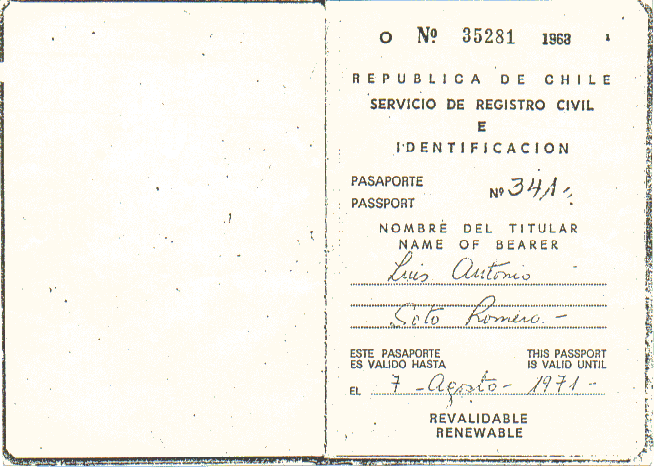 O Nº 35281 1968
REPUBLICA DE CHILE
SERVICIO DE REGISTRO CIVIL
E
IDENTIFICACION
PASAPORTE
PASSPORT
Nº 341
NOMBRE DEL TITULAR
NAME OF BEARER
Luis Antonio
Soto Romero -
ESTE PASAPORTE
ES VALIDO HASTA
THIS PASSPORT
IS VALID UNTIL
EL 7 - Agosto - 1971 -
REVALIDABLE
RENEWABLE